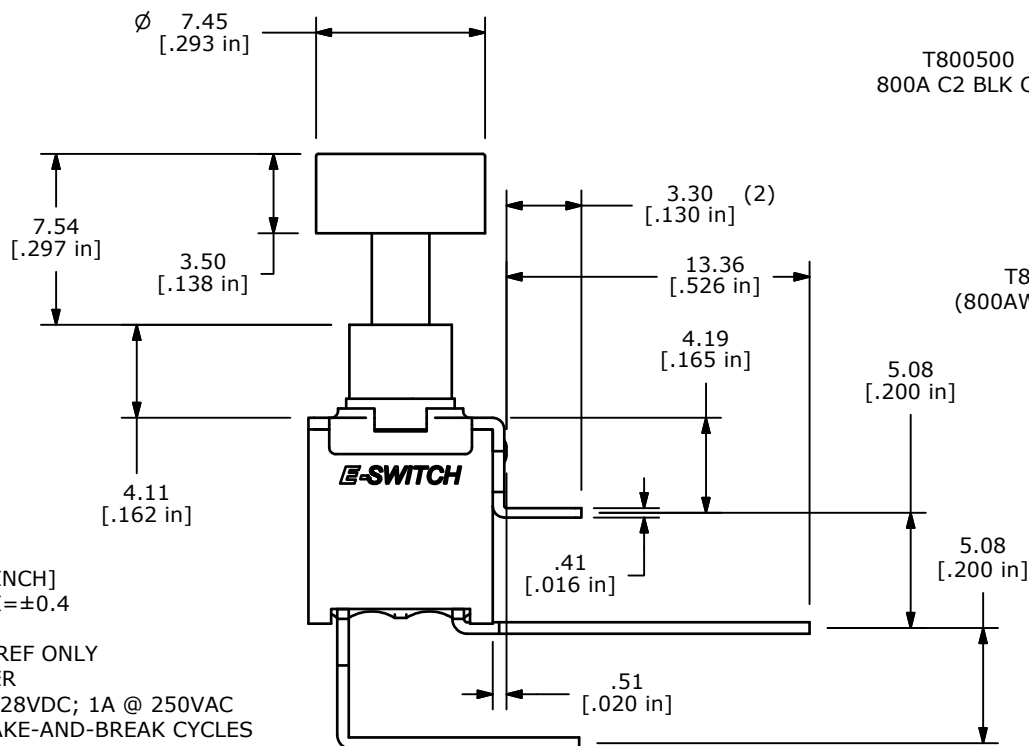 Ø 7.45
[.293 in]
T800500
800A C2 BLK
3.30 (2)
[.130 in]
7.54
[.297 in]
3.50
[.138 in]
13.36
[.526 in]
T8
(800AW
4.19
[.165 in]
5.08
[.200 in]
E-SWITCH
4.11
[.162 in]
5.08
[.200 in]
.41
[.016 in]
INCH]
=±0.4
REF ONLY
ER
28VDC; 1A @ 250VAC
AKE-AND-BREAK CYCLES
.51
[.020 in]